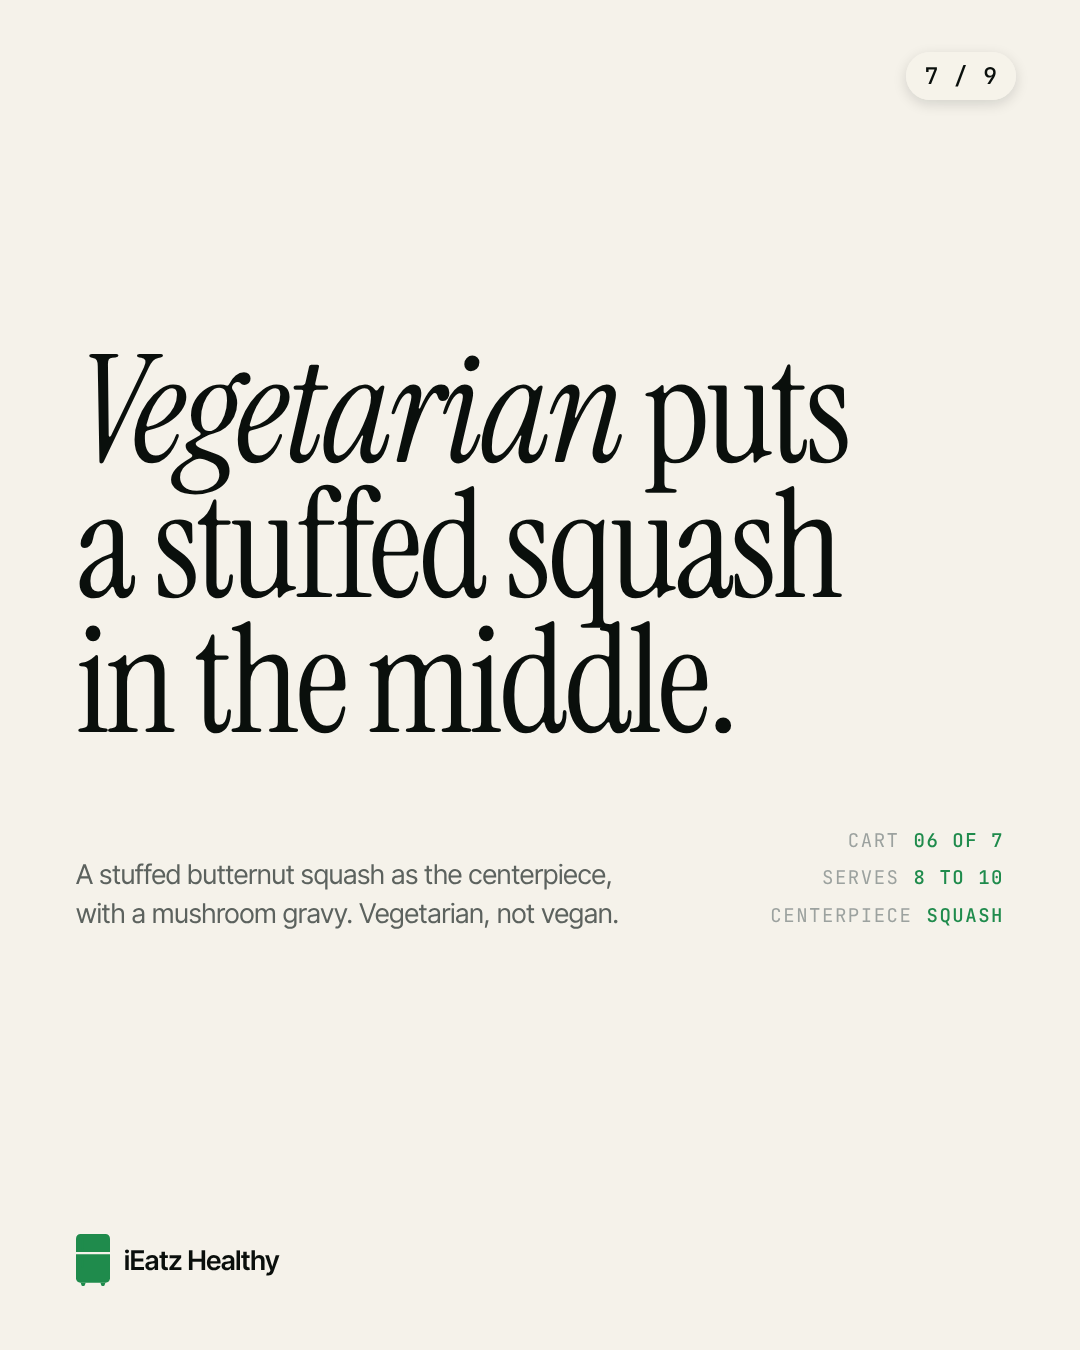 7 / 9
Vegetarian puts
a stuffed squash
in the middle.
A stuffed butternut squash as the centerpiece,
with a mushroom gravy. Vegetarian, not vegan.
CART 06 OF 7
SERVES 8 TO 10
CENTERPIECE SQUASH
iEatz Healthy